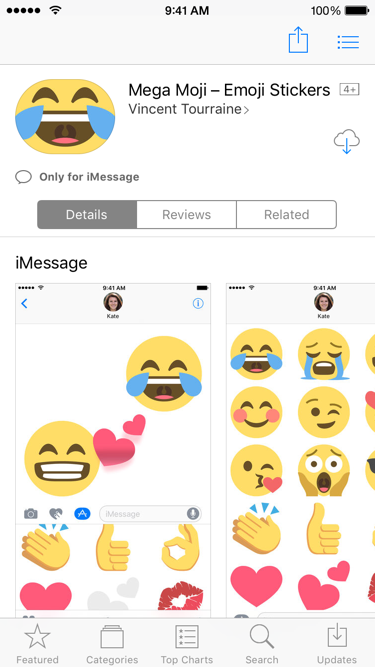 9:41 AM
100%
Mega Moji – Emoji Stickers
4+
Vincent Tourraine
Only for iMessage
Details
Reviews
Related
iMessage
9:41 AM
Kate
iMessage
9:41 AM
Kate
Featured
Categories
Top Charts
Search
Updates